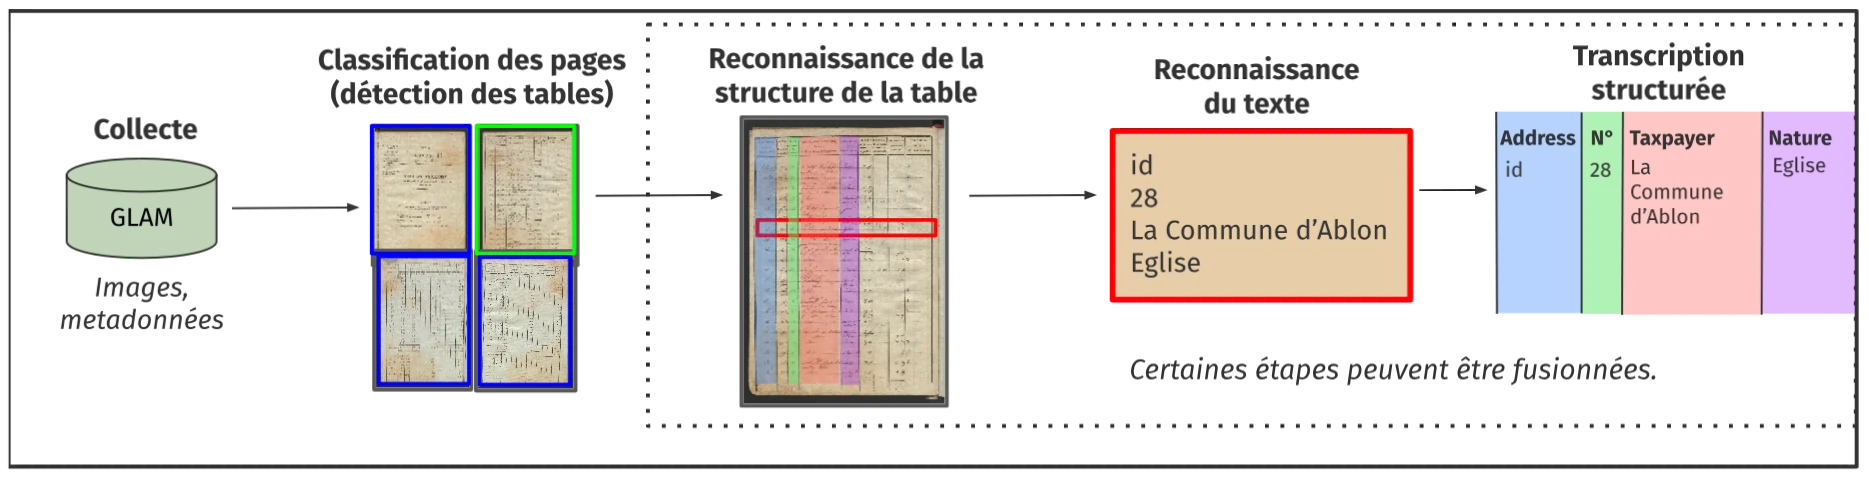 Collecte
GLAM
Images,
metadonnées
Classification des pages
(détection des tables)
Reconnaissance de la
structure de la table
Reconnaissance
du texte
id
28
La Commune d'Ablon
Eglise
Transcription
structurée
Address N° Taxpayer Nature
id 28 La Eglise
Commune
d'Ablon
Certaines étapes peuvent être fusionnées.